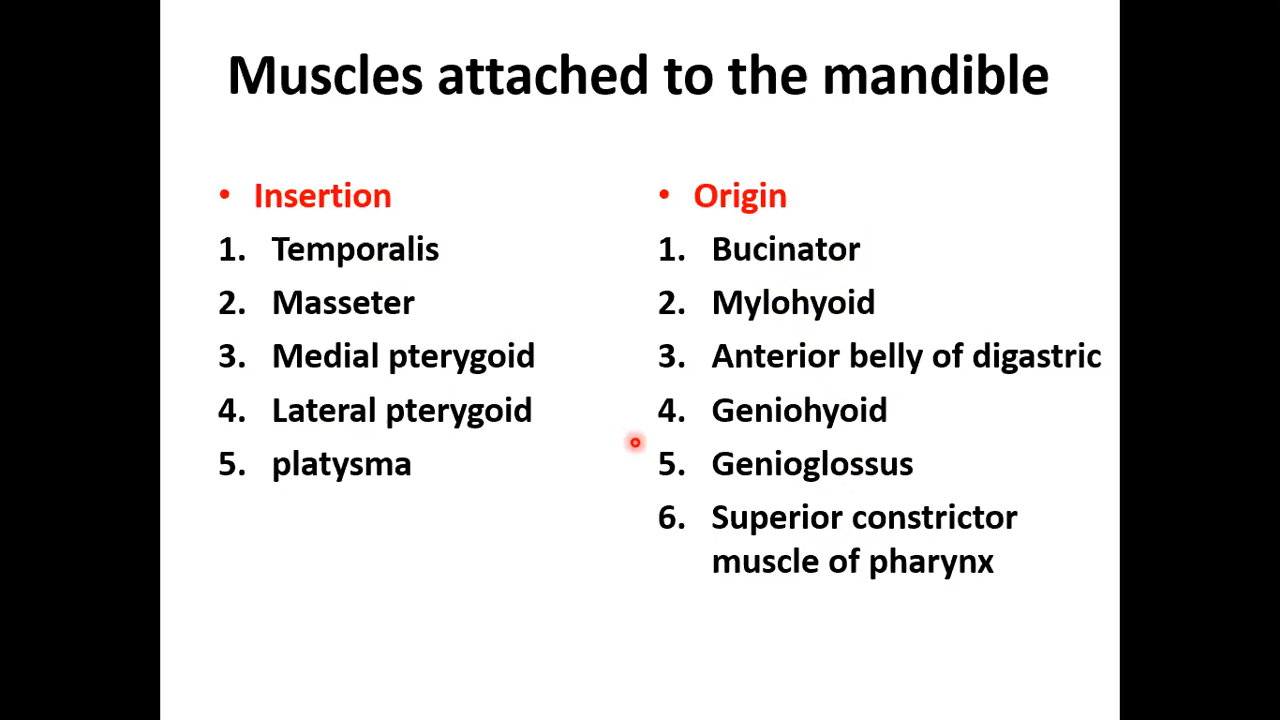 Muscles attached to the mandible
• Insertion
1. Temporalis
2. Masseter
3. Medial pterygoid
4. Lateral pterygoid
5. platysma
• Origin
1. Bucinator
2. Mylohyoid
3. Anterior belly of digastric
4. Geniohyoid
5. Genioglossus
6. Superior constrictor
muscle of pharynx